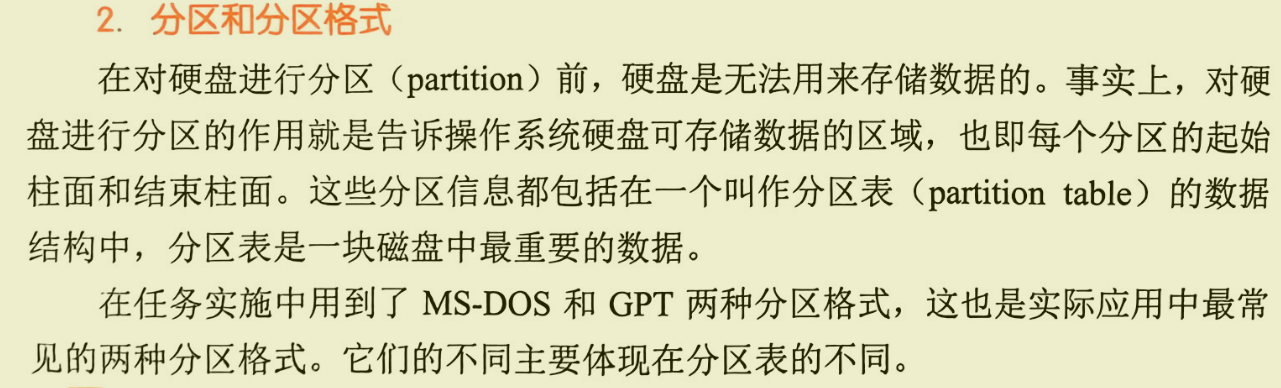 2. 分区和分区格式
在对硬盘进行分区（partition）前，硬盘是无法用来存储数据的。事实上，对硬
盘进行分区的作用就是告诉操作系统硬盘可存储数据的区域，也即每个分区的起始
柱面和结束柱面。这些分区信息都包括在一个叫作分区表（partition table）的数据
结构中，分区表是一块磁盘中最重要的数据。
在任务实施中用到了 MS-DOS 和 GPT 两种分区格式，这也是实际应用中最常
见的两种分区格式。它们的不同主要体现在分区表的不同。